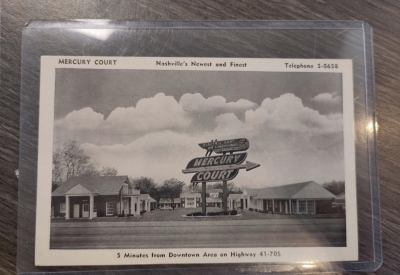 MERCURY COURT Nashville's Newest and Finest Telephone 5-8658
MERCURY
COURT
5 Minutes from Downtown Area on Highway 41-70S